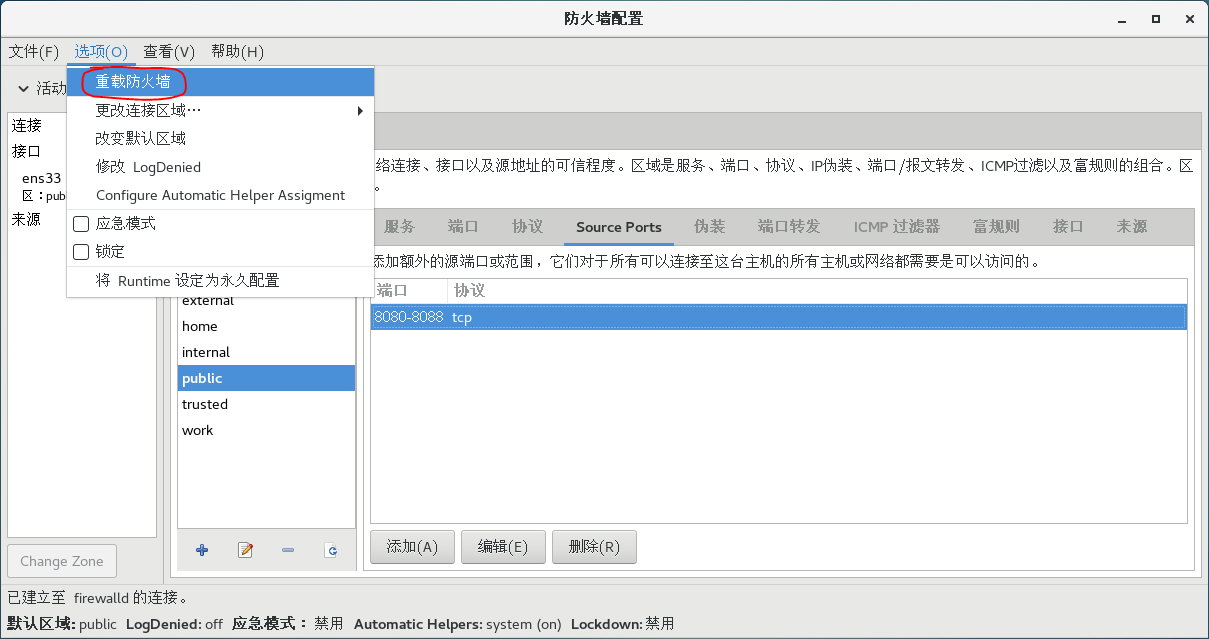 防火墙配置
文件(F) 选项(O) 查看(V) 帮助(H)
活动
重载防火墙
更改连接区域…
改变默认区域
修改 LogDenied
Configure Automatic Helper Assigment
应急模式
锁定
将 Runtime 设定为永久配置
连接
接口
ens33
区：pub
来源
Change Zone
络连接、接口以及源地址的可信程度。区域是服务、端口、协议、IP伪装、端口/报文转发、ICMP过滤以及富规则的组合。区
。
external
home
internal
public
trusted
work
服务 端口 协议 Source Ports 伪装 端口转发 ICMP 过滤器 富规则 接口 来源
添加额外的源端口或范围，它们对于所有可以连接至这台主机的所有主机或网络都需要是可以访问的。
端口 协议
8080-8088 tcp
添加(A) 编辑(E) 删除(R)
已建立至 firewalld 的连接。
默认区域: public LogDenied: off 应急模式： 禁用 Automatic Helpers: system (on) Lockdown: 禁用